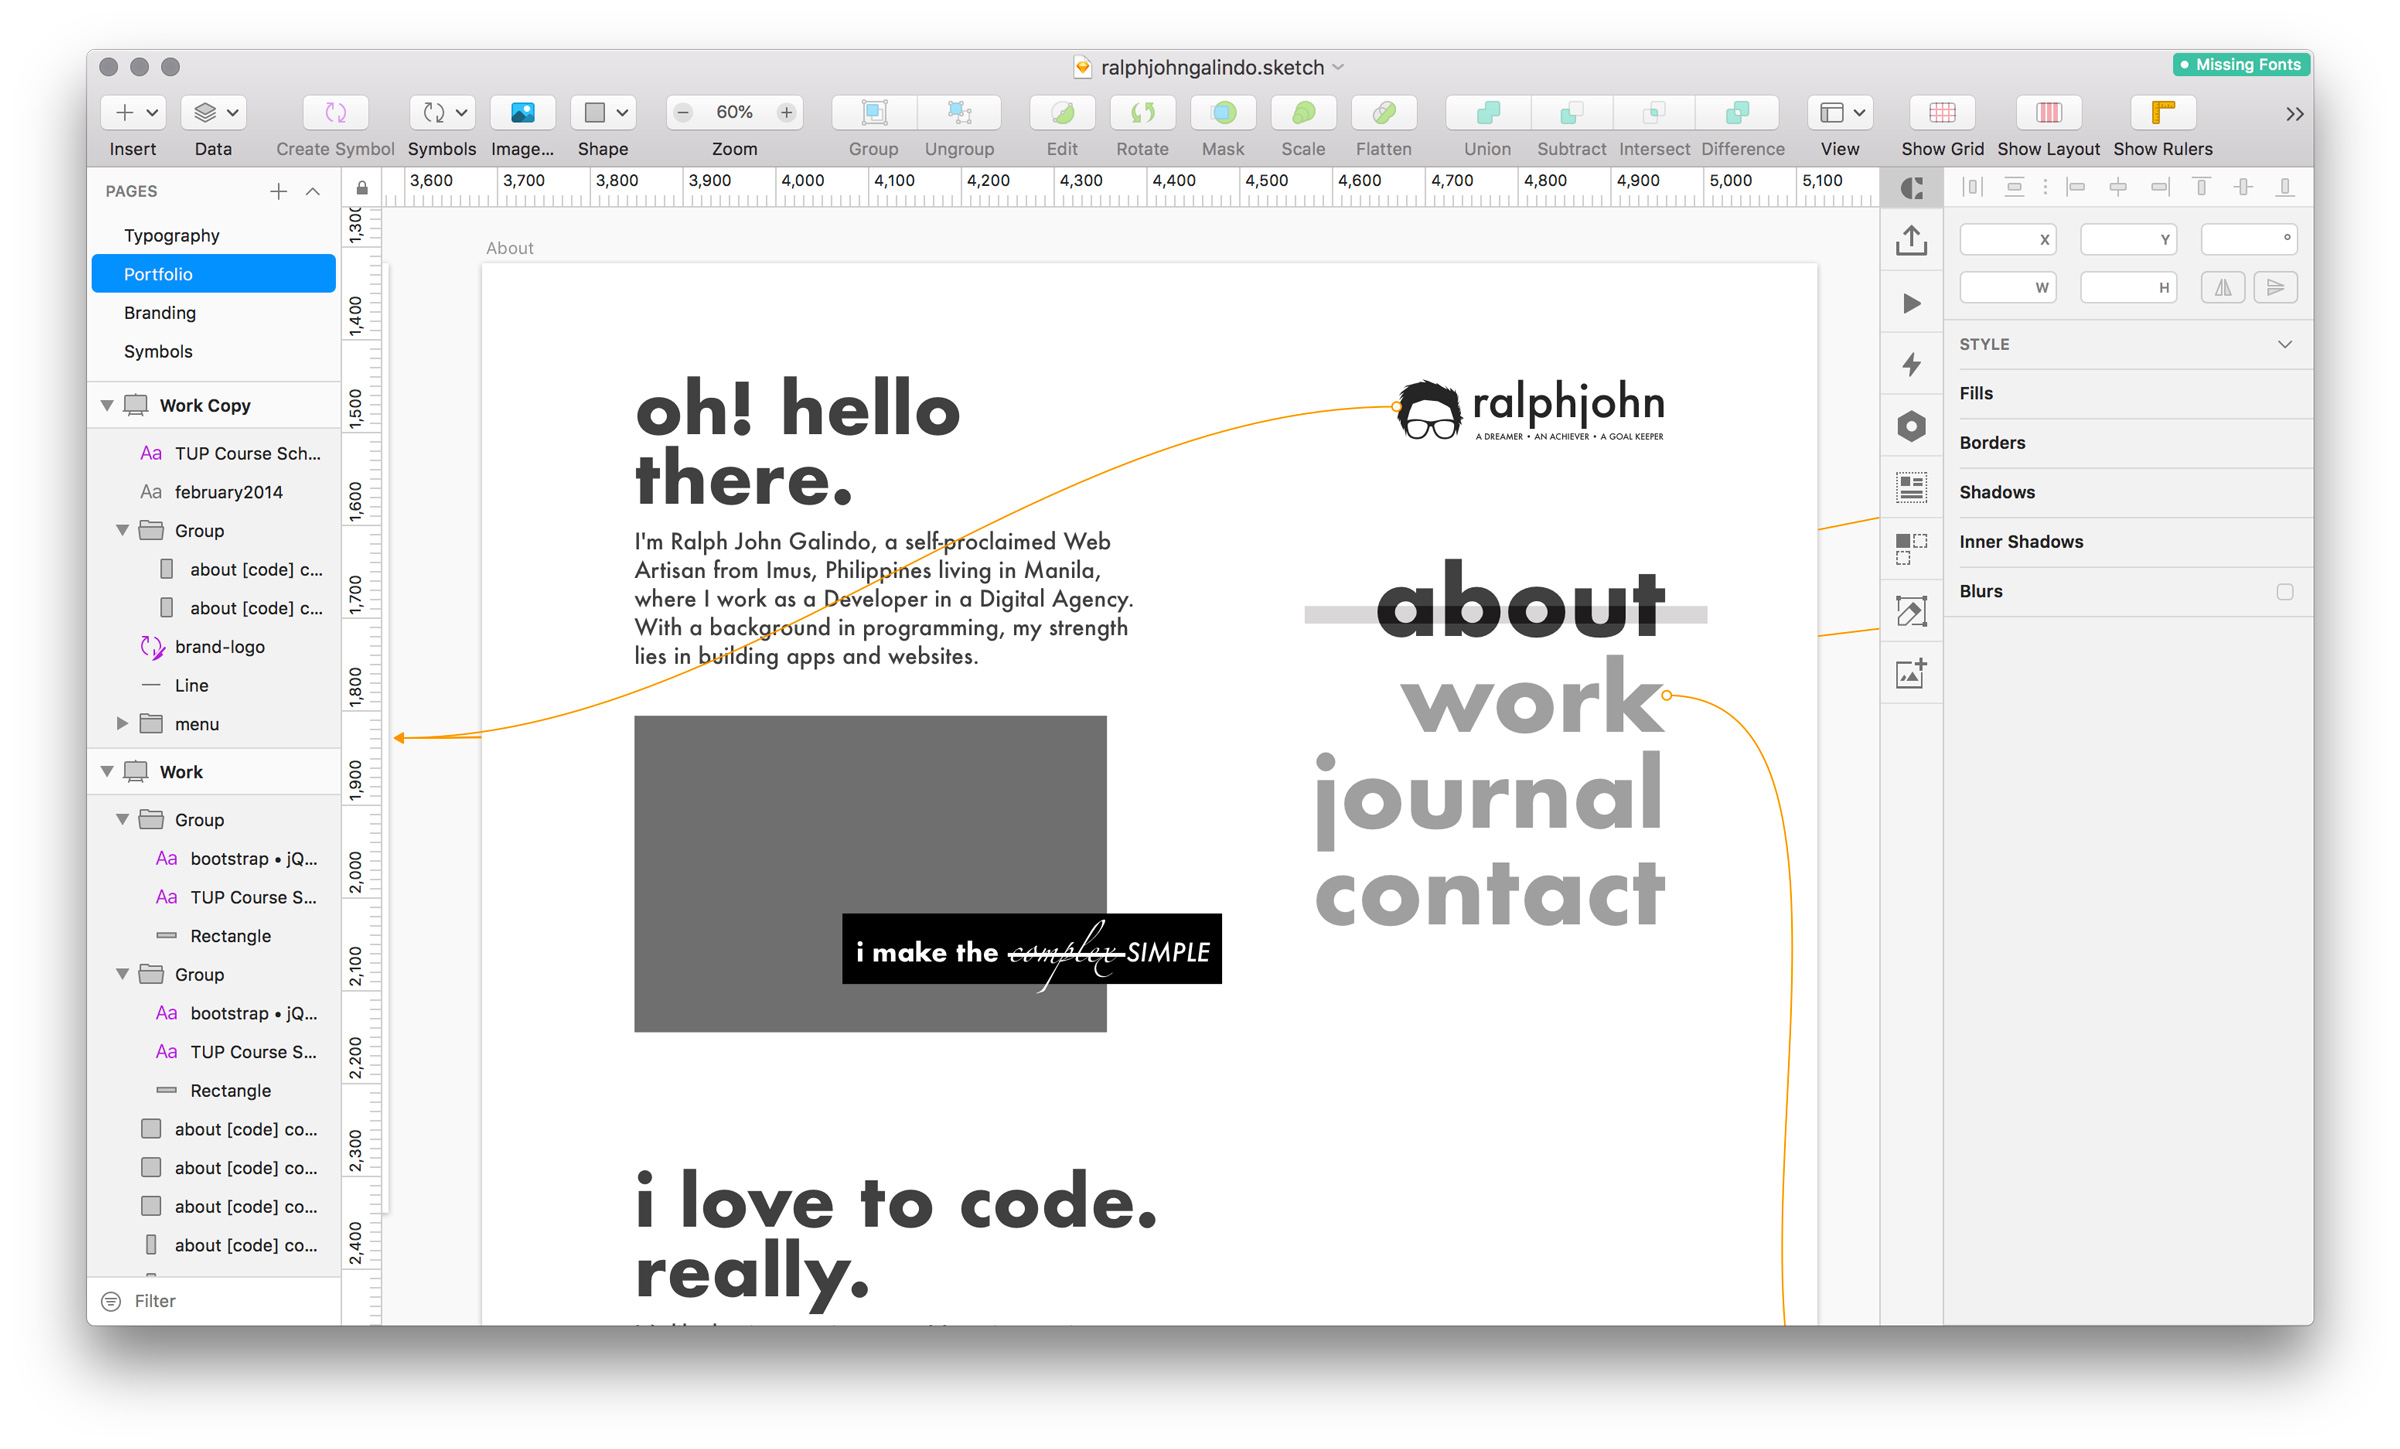 ralphjohngalindo.sketch
Missing Fonts
60%
Insert
Data
Create Symbol
Symbols
Image...
Shape
Zoom
Group
Ungroup
Edit
Rotate
Mask
Scale
Flatten
Union
Subtract
Intersect
Difference
View
Show Grid
Show Layout
Show Rulers
PAGES
Typography
Portfolio
Branding
Symbols
Work Copy
Aa TUP Course Sch...
Aa february2014
Group
about [code] c...
about [code] c...
brand-logo
Line
menu
Work
Group
Aa bootstrap • jQ...
Aa TUP Course S...
Rectangle
Group
Aa bootstrap • jQ...
Aa TUP Course S...
Rectangle
about [code] co...
about [code] co...
about [code] co...
about [code] co...
Filter
3,600 3,700 3,800 3,900 4,000 4,100 4,200 4,300 4,400 4,500 4,600 4,700 4,800 4,900 5,000 5,100
1,300
1,400
1,500
1,600
1,700
1,800
1,900
2,000
2,100
2,200
2,300
2,400
About
oh! hello
there.
I'm Ralph John Galindo, a self-proclaimed Web
Artisan from Imus, Philippines living in Manila,
where I work as a Developer in a Digital Agency.
With a background in programming, my strength
lies in building apps and websites.
i make the complex SIMPLE
i love to code.
really.
ralphjohn
A DREAMER • AN ACHIEVER • A GOAL KEEPER
about
work
journal
contact
X
Y
°
W
H
STYLE
Fills
Borders
Shadows
Inner Shadows
Blurs